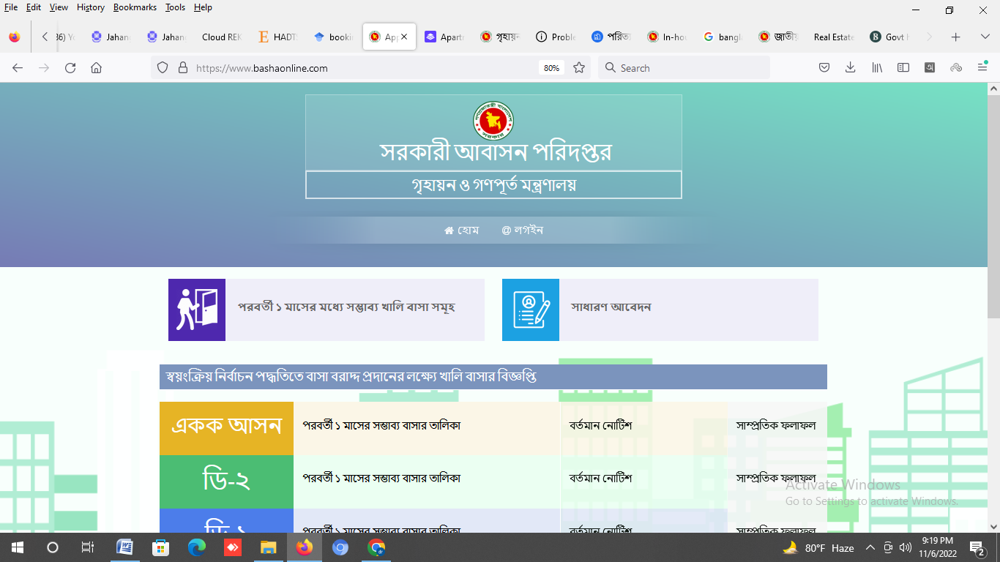 File Edit View History Bookmarks Tools Help
Jahan
Jahan
Cloud REK
HADT
booki
App
Apart
গৃহায়ন
Proble
পরিত্য
In-hou
bangl
জাতীয়
Real Estate
Govt
https://www.bashaonline.com
80%
Search
সরকারী আবাসন পরিদপ্তর
গৃহায়ন ও গণপূর্ত মন্ত্রণালয়
হোম @ লগইন
পরবর্তী ১ মাসের মধ্যে সম্ভাব্য খালি বাসা সমূহ
সাধারণ আবেদন
স্বয়ংক্রিয় নির্বাচন পদ্ধতিতে বাসা বরাদ্দ প্রদানের লক্ষ্যে খালি বাসার বিজ্ঞপ্তি
একক আসন পরবর্তী ১ মাসের সম্ভাব্য বাসার তালিকা বর্তমান নোটিশ সাম্প্রতিক ফলাফল
ডি-২ পরবর্তী ১ মাসের সম্ভাব্য বাসার তালিকা বর্তমান নোটিশ সাম্প্রতিক ফলাফল
ডি-১ পরবর্তী ১ মাসের সম্ভাব্য বাসার তালিকা বর্তমান নোটিশ সাম্প্রতিক ফলাফল
Activate Windows
Go to Settings to activate Windows.
80°F Haze
9:19 PM
11/6/2022
2